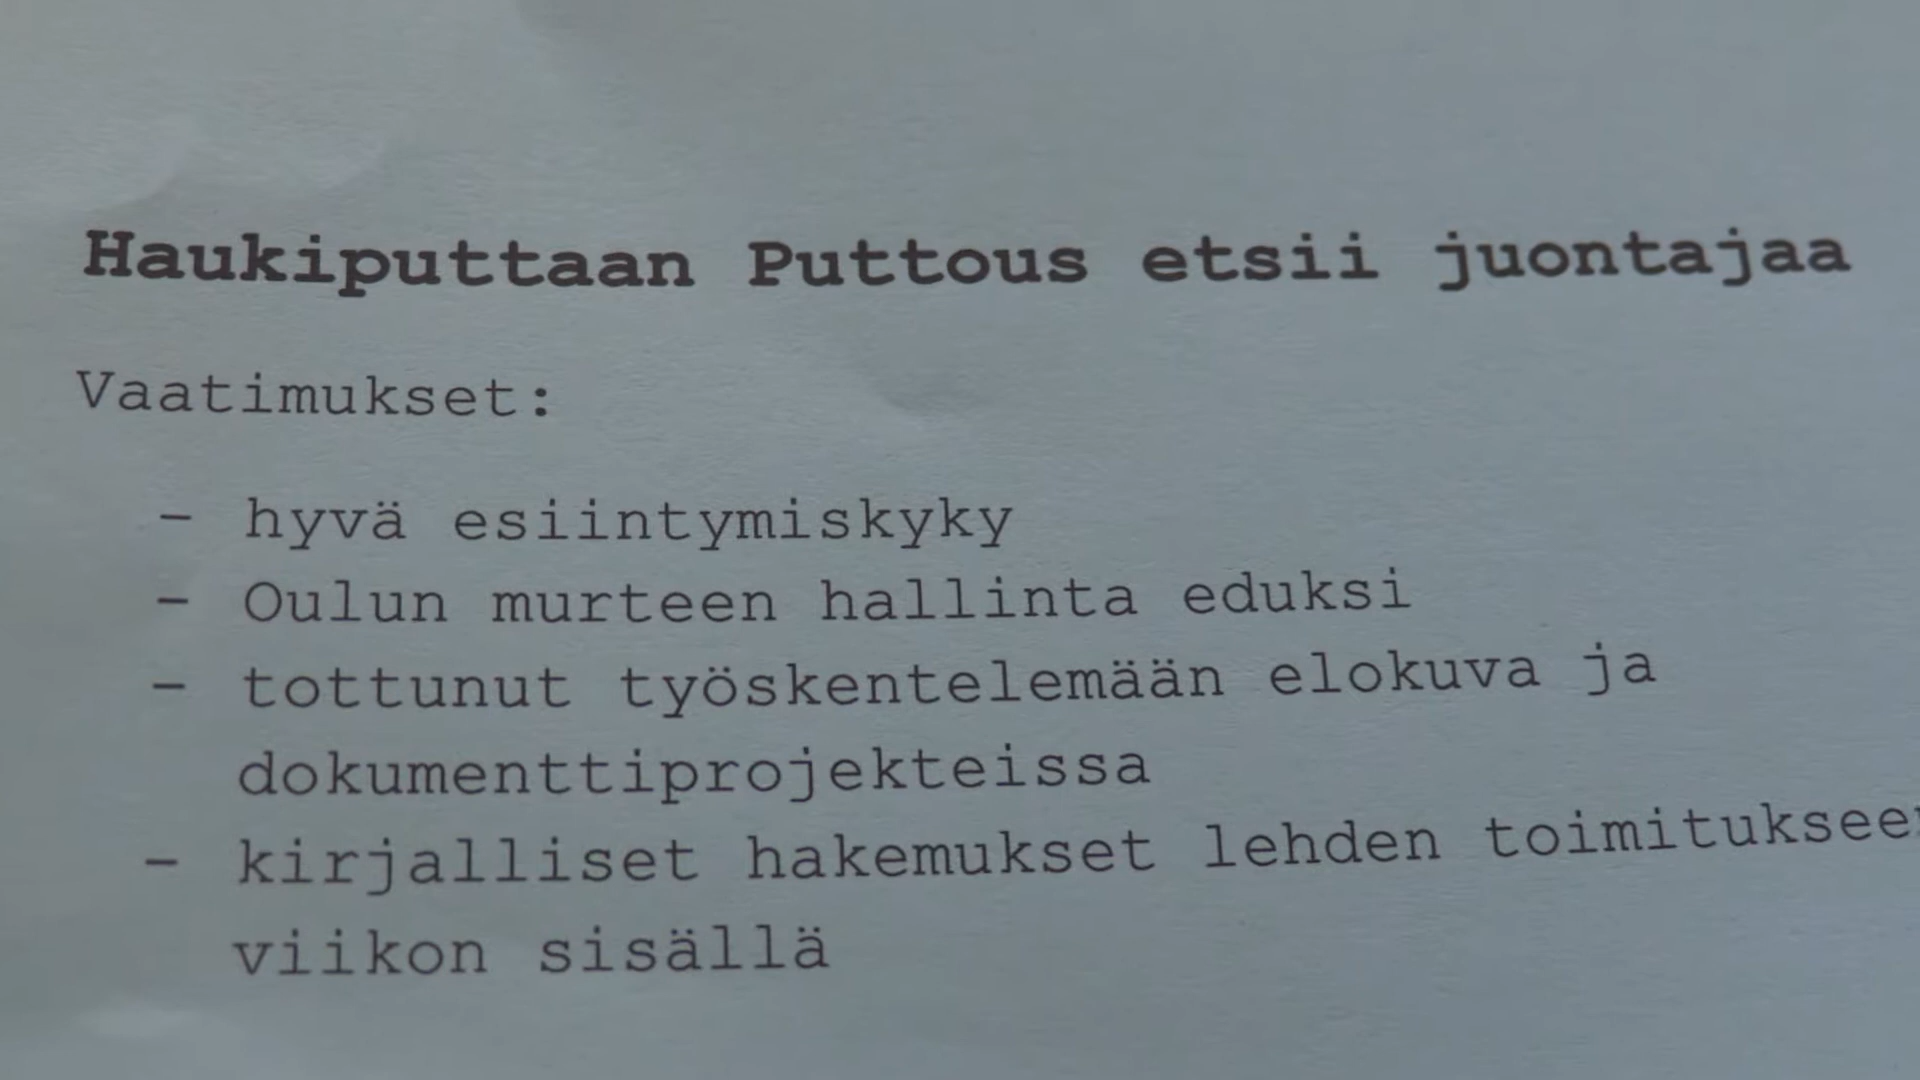 Haukiputtaan Puttous etsii juontajaa
Vaatimukset:
- hyvä esiintymiskyky
- Oulun murteen hallinta eduksi
- tottunut työskentelemään elokuva ja
dokumenttiprojekteissa
- kirjalliset hakemukset lehden toimitukseen
viikon sisällä